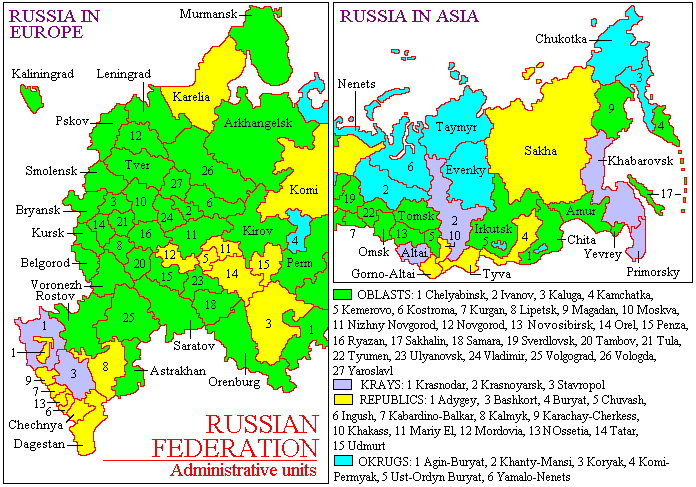 RUSSIA IN
EUROPE
Murmansk
Kaliningrad
Leningrad
Karelia
Pskov
12
Arkhangelsk
Tver
26
Smolensk
27
Komi
3
10
2
6
Bryansk
14
21
24
Kursk
16
11
Kirov
4
8
12
5
11
Belgorod
20
15
14
15
Perm
Voronezh
23
Rostov
18
25
3
1
1
Saratov
1
7
3
8
9
Astrakhan
Orenburg
7
13
6
Chechnya
Dagestan
RUSSIAN
FEDERATION
Administrative units
RUSSIA IN ASIA
Chukotka
3
Nenets
9
4
Taymyr
Sakha
Khabarovsk
6
2
Evenky
17
19
22
Tomsk
2
Irkutsk
Amur
7
13
5
10
5
4
1
Chita
Omsk
Altai
Yevrey
Gorno-Altai
Tyva
Primorsky
OBLASTS: 1 Chelyabinsk, 2 Ivanov, 3 Kaluga, 4 Kamchatka,
5 Kemerovo, 6 Kostroma, 7 Kurgan, 8 Lipetsk, 9 Magadan, 10 Moskva,
11 Nizhny Novgorod, 12 Novgorod, 13 Novosibirsk, 14 Orel, 15 Penza,
16 Ryazan, 17 Sakhalin, 18 Samara, 19 Sverdlovsk, 20 Tambov, 21 Tula,
22 Tyumen, 23 Ulyanovsk, 24 Vladimir, 25 Volgograd, 26 Vologda,
27 Yaroslavl
KRAYS: 1 Krasnodar, 2 Krasnoyarsk, 3 Stavropol
REPUBLICS: 1 Adygey, 3 Bashkort, 4 Buryat, 5 Chuvash,
6 Ingush, 7 Kabardino-Balkar, 8 Kalmyk, 9 Karachay-Cherkess,
10 Khakass, 11 Mariy El, 12 Mordovia, 13 NOssetia, 14 Tatar,
15 Udmurt
OKRUGS: 1 Agin-Buryat, 2 Khanty-Mansi, 3 Koryak, 4 Komi-
Permyak, 5 Ust-Ordyn Buryat, 6 Yamalo-Nenets